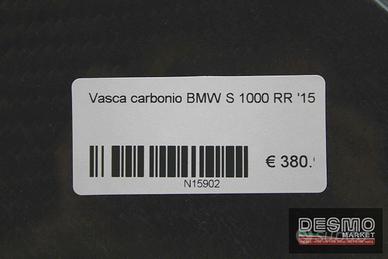 Vasca carbonio BMW S 1000 RR '15
€ 380.
N15902
DESMO
MARKET